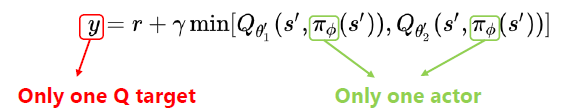 y = r + γ min[Q_{θ'_1}(s', π_ϕ(s')), Q_{θ'_2}(s', π_ϕ(s'))]
Only one Q target Only one actor